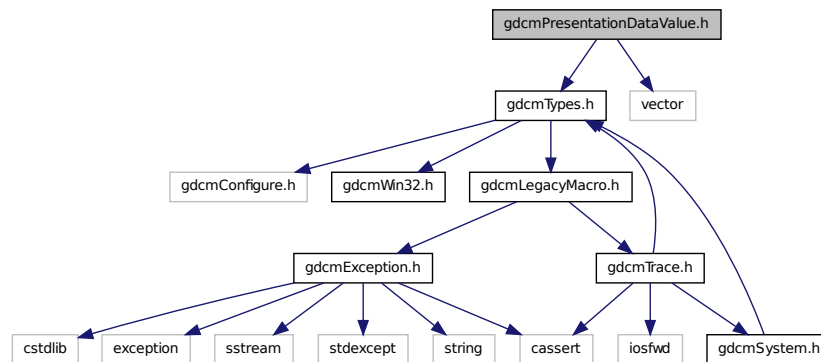 gdcmPresentationDataValue.h
gdcmTypes.h
vector
gdcmConfigure.h
gdcmWin32.h
gdcmLegacyMacro.h
gdcmException.h
gdcmTrace.h
cstdlib
exception
sstream
stdexcept
string
cassert
iosfwd
gdcmSystem.h